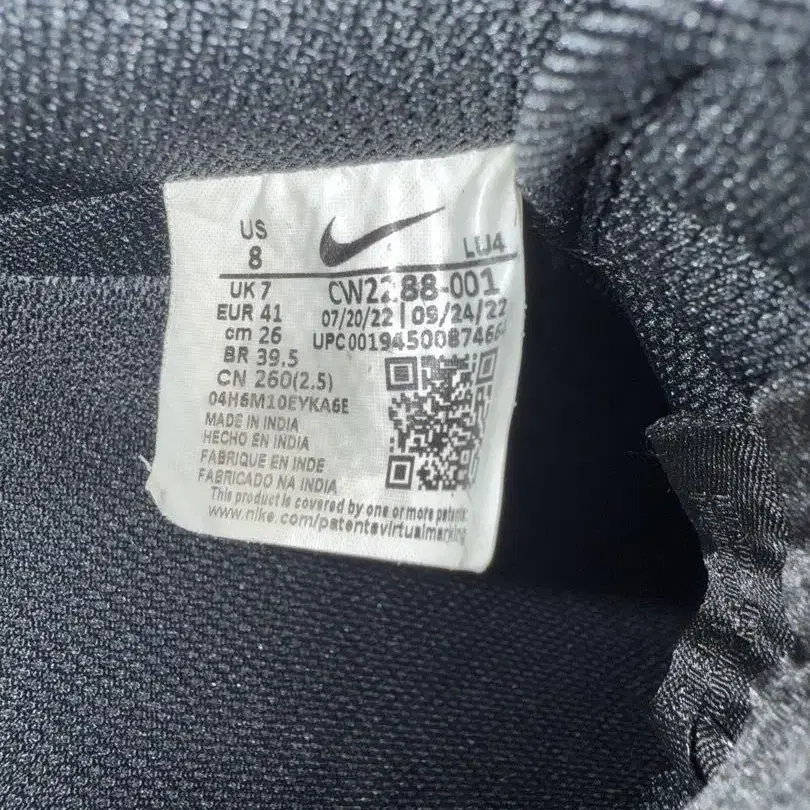 US
8
LU4
UK 7
CW2288-001
EUR 41
07/20/22 | 09/24/22
cm 26
BR 39.5
CN 260(2.5)
04H6M10EYKA6E
MADE IN INDIA
HECHO EN INDIA
FABRIQUE EN INDE
FABRICADO NA INDIA
This product is covered by one or more patents:
www.nike.com/patentsvirtualmarking